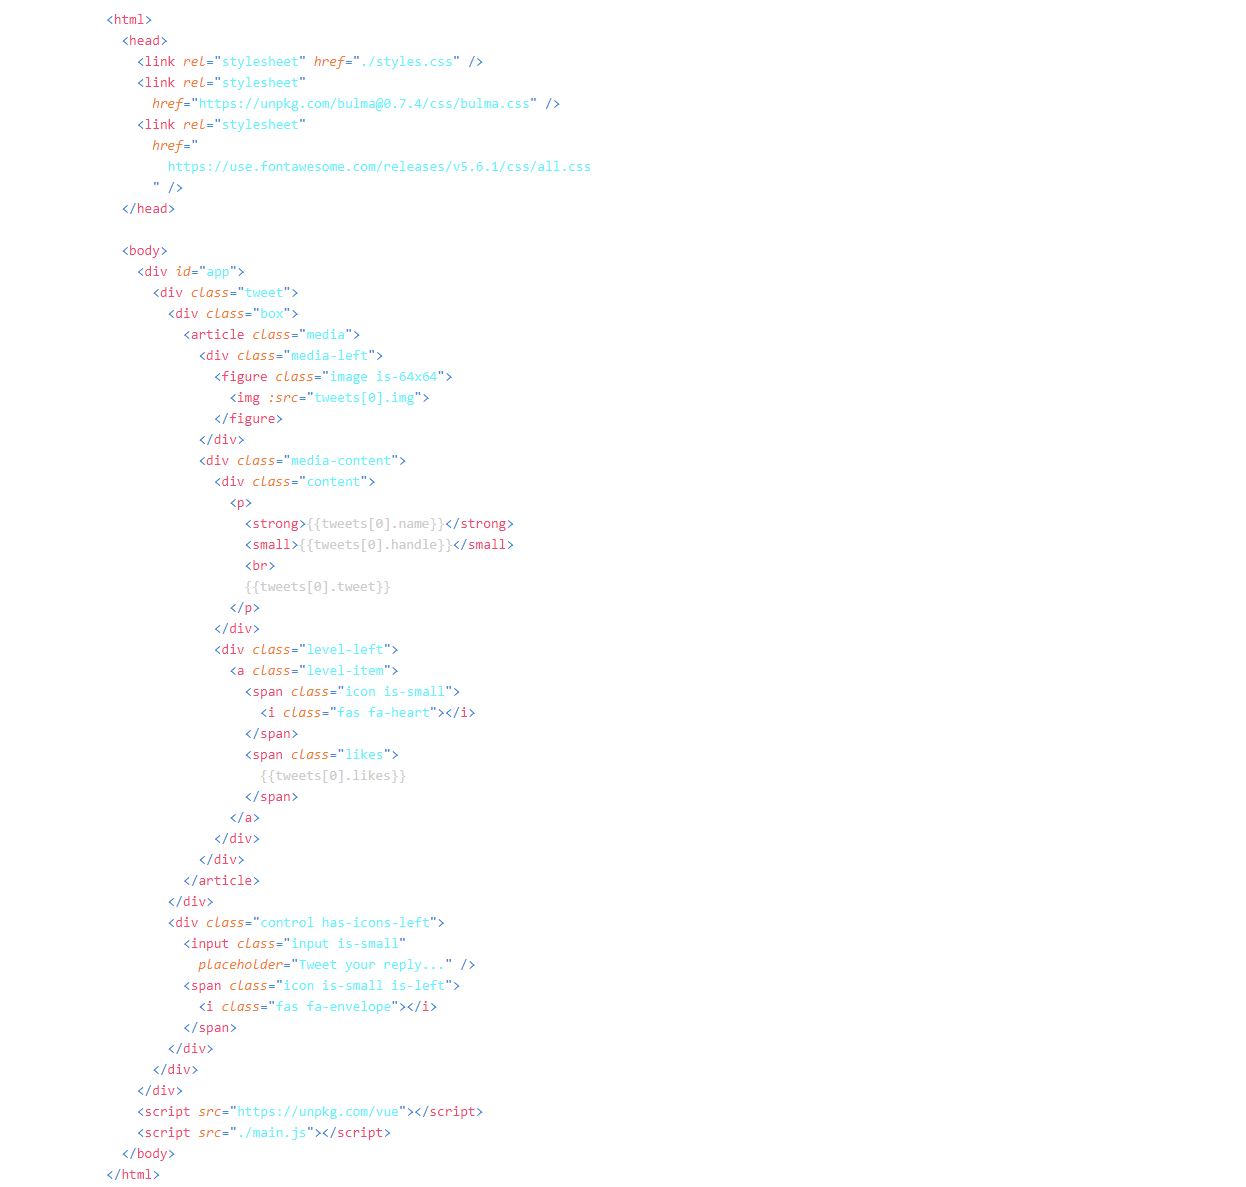 <html>
<head>
<link rel="stylesheet" href="./styles.css" />
<link rel="stylesheet"
href="https://unpkg.com/bulma@0.7.4/css/bulma.css" />
<link rel="stylesheet"
href="
https://use.fontawesome.com/releases/v5.6.1/css/all.css
" />
</head>
<body>
<div id="app">
<div class="tweet">
<div class="box">
<article class="media">
<div class="media-left">
<figure class="image is-64x64">
<img :src="tweets[0].img">
</figure>
</div>
<div class="media-content">
<div class="content">
<p>
<strong>{{tweets[0].name}}</strong>
<small>{{tweets[0].handle}}</small>
<br>
{{tweets[0].tweet}}
</p>
</div>
<div class="level-left">
<a class="level-item">
<span class="icon is-small">
<i class="fas fa-heart"></i>
</span>
<span class="likes">
{{tweets[0].likes}}
</span>
</a>
</div>
</div>
</article>
</div>
<div class="control has-icons-left">
<input class="input is-small"
placeholder="Tweet your reply..." />
<span class="icon is-small is-left">
<i class="fas fa-envelope"></i>
</span>
</div>
</div>
</div>
<script src="https://unpkg.com/vue"></script>
<script src="./main.js"></script>
</body>
</html>